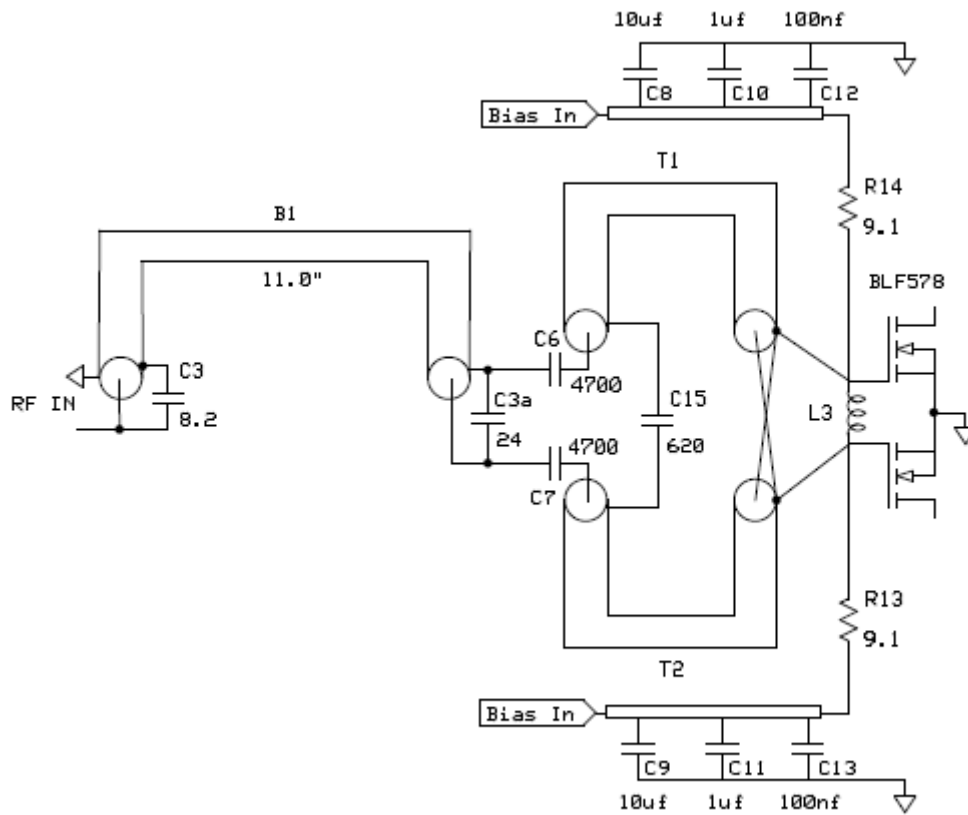 10uf 1uf 100nf
C8 C10 C12
Bias In
T1
R14
9.1
B1
11.0"
BLF578
C3
8.2
RF IN
C6
4700
C3a
24
C15
620
L3
4700
C7
R13
9.1
T2
Bias In
C9 C11 C13
10uf 1uf 100nf